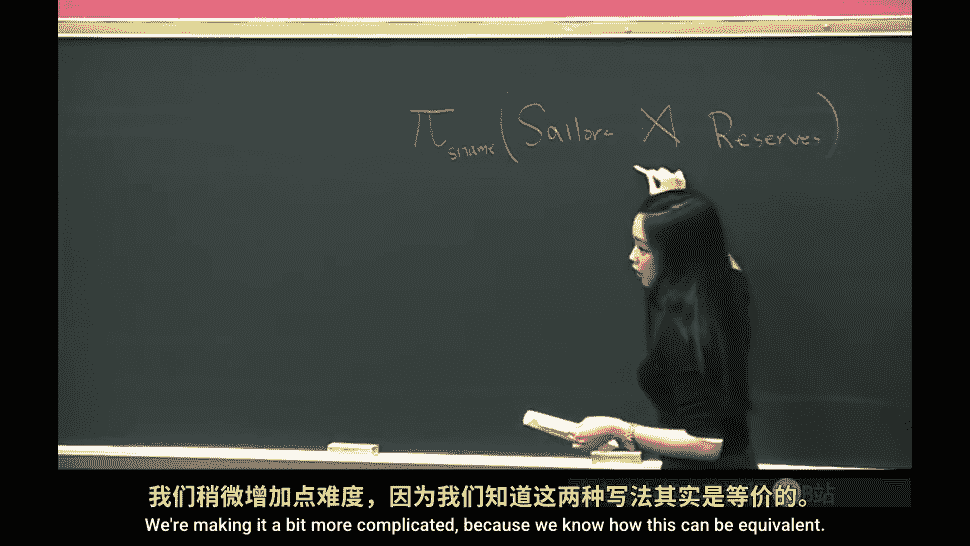 π sname (Sailors ⋈ Reserves)
我们稍微增加点难度，因为我们知道这两种写法其实是等价的。
We're making it a bit more complicated, because we know how this can be equivalent.